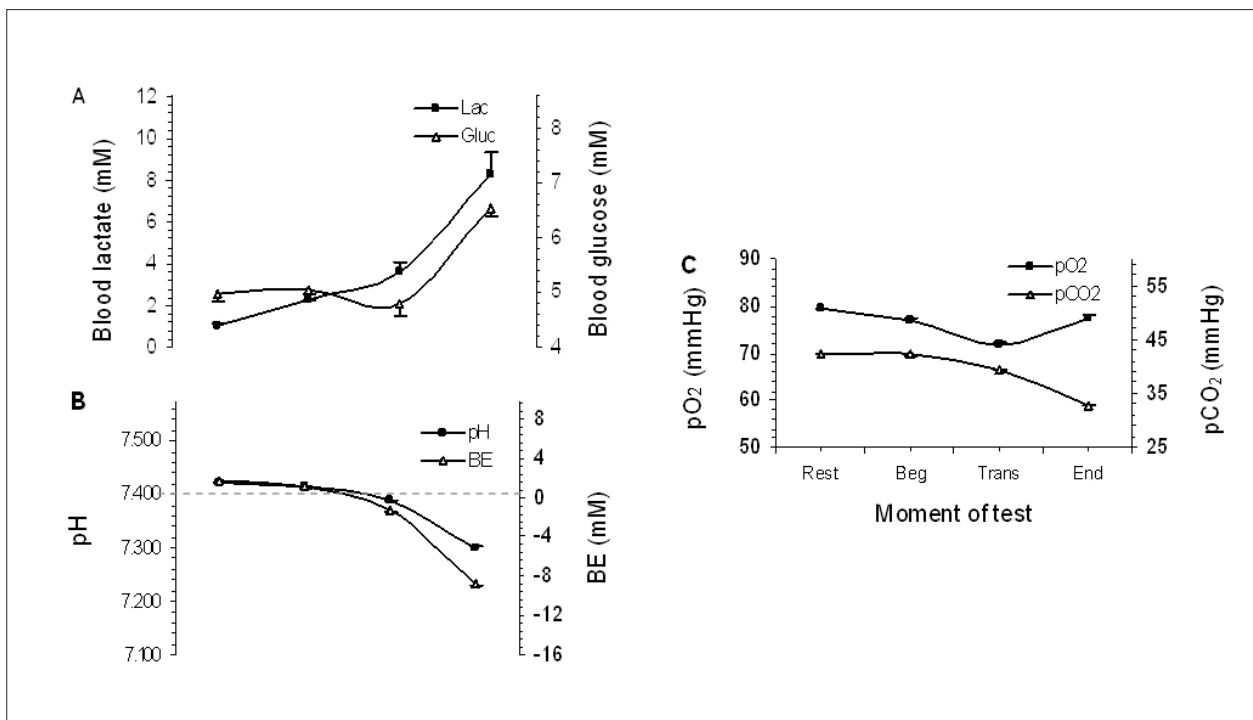 A
Blood lactate (mM)
12
10
8
6
4
2
0
Lac
Gluc
8
7
6
5
4
Blood glucose (mM)
B
pH
7.500
7.400
7.300
7.200
7.100
pH
BE
8
4
0
-4
-8
-12
-16
BE (mM)
C
pO₂ (mmHg)
90
80
70
60
50
pO2
pCO2
55
45
35
25
pCO₂ (mmHg)
Rest Beg Trans End
Moment of test